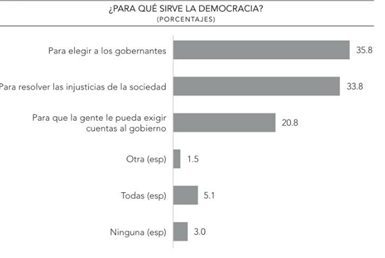 ¿PARA QUÉ SIRVE LA DEMOCRACIA?
(PORCENTAJES)
Para elegir a los gobernantes 35.8
Para resolver las injusticias de la sociedad 33.8
Para que la gente le pueda exigir
cuentas al gobierno 20.8
Otra (esp) 1.5
Todas (esp) 5.1
Ninguna (esp) 3.0